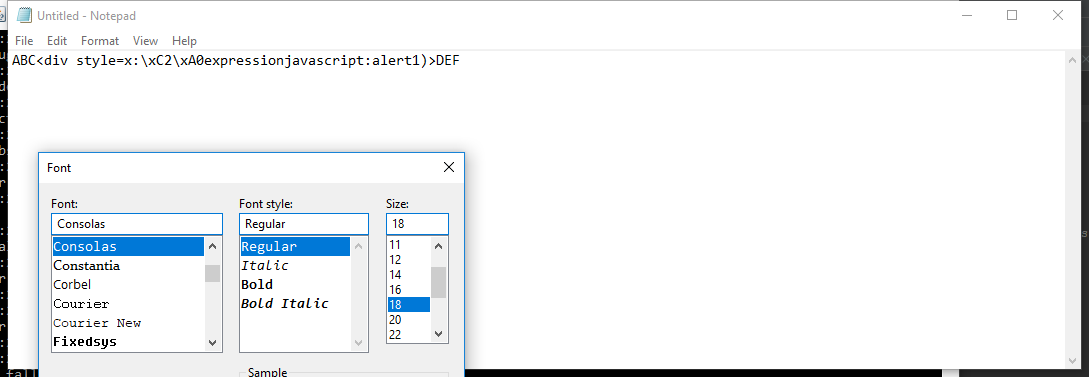 Untitled - Notepad
File Edit Format View Help
ABC<div style=x:\xC2\xA0expressionjavascript:alert1)>DEF
Font
Font: Font style: Size:
Consolas Regular 18
Consolas Regular 11
Constantia Italic 12
Corbel Bold 14
Courier Bold Italic 16
Courier New 18
Fixedsys 20
22
Sample